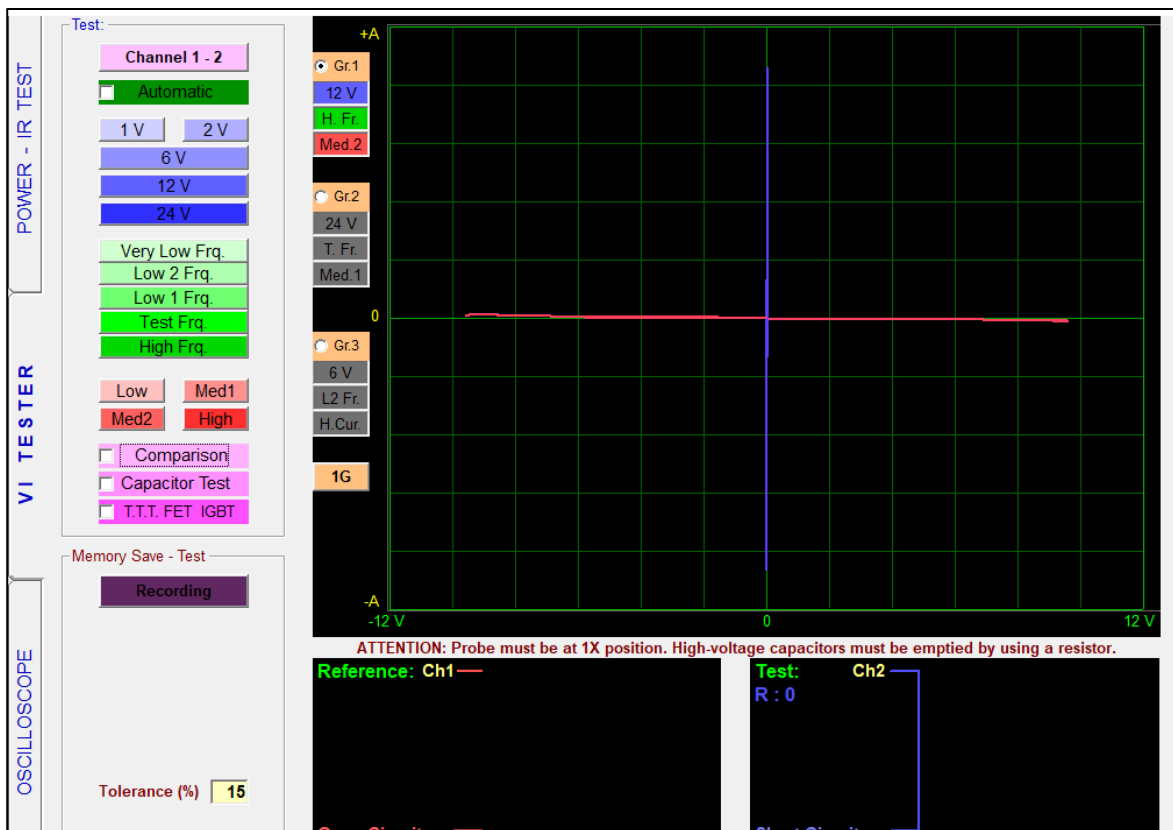 Test:
Channel 1 - 2
Automatic
1 V
2 V
6 V
12 V
24 V
Very Low Frq.
Low 2 Frq.
Low 1 Frq.
Test Frq.
High Frq.
Low
Med1
Med2
High
Comparison
Capacitor Test
T.T.T. FET IGBT
Memory Save - Test
Recording
Tolerance (%) 15
POWER - IR TEST
VI TESTER
OSCILLOSCOPE
Gr.1
12 V
H. Fr.
Med.2
Gr.2
24 V
T. Fr.
Med.1
Gr.3
6 V
L2 Fr.
H.Cur.
1G
+A
0
-A
-12 V
0
12 V
ATTENTION: Probe must be at 1X position. High-voltage capacitors must be emptied by using a resistor.
Reference: Ch1
Test: Ch2
R : 0